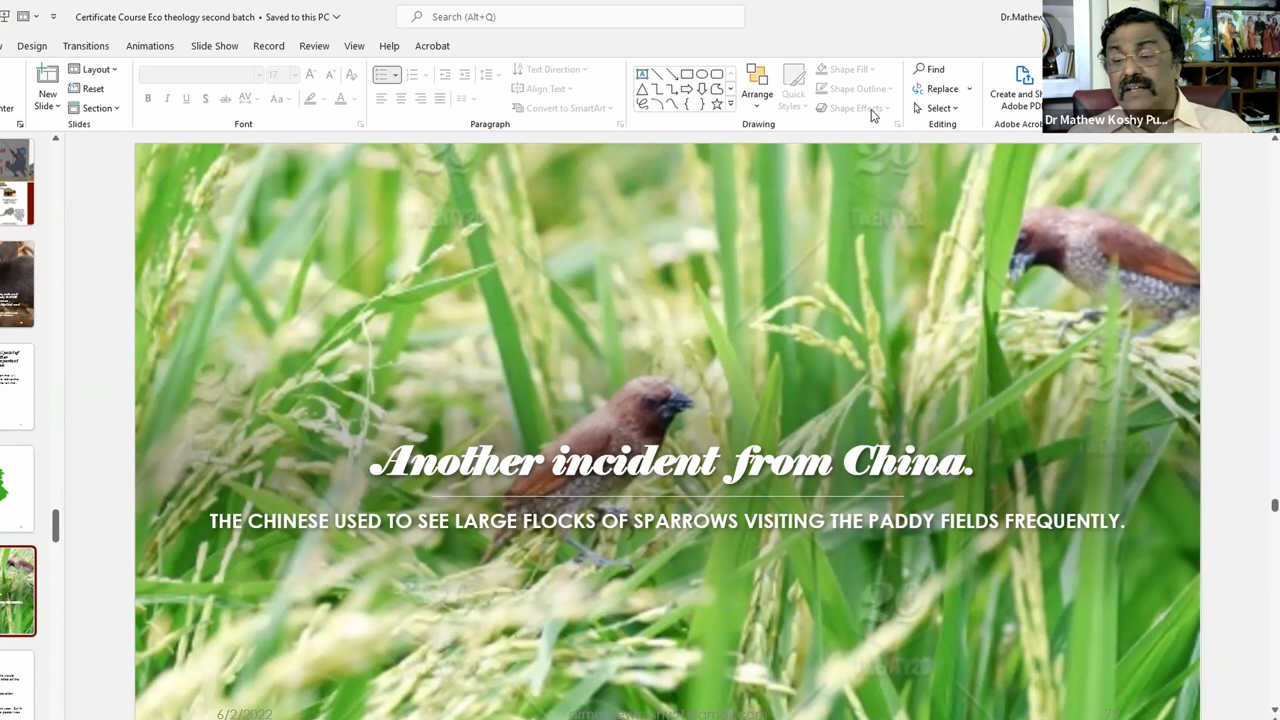 Certificate Course Eco theology second batch • Saved to this PC
Search (Alt+Q)
Dr.Mathew
Design Transitions Animations Slide Show Record Review View Help Acrobat
New Slide
Layout
Reset
Section
Slides
17
Font
Text Direction
Align Text
Convert to SmartArt
Paragraph
Arrange
Quick Styles
Shape Fill
Shape Outline
Shape Effects
Drawing
Find
Replace
Select
Editing
Create and Sh
Adobe PD
Adobe Acro
Dr Mathew Koshy Pu...
Another incident from China.
THE CHINESE USED TO SEE LARGE FLOCKS OF SPARROWS VISITING THE PADDY FIELDS FREQUENTLY.
6/2/2022